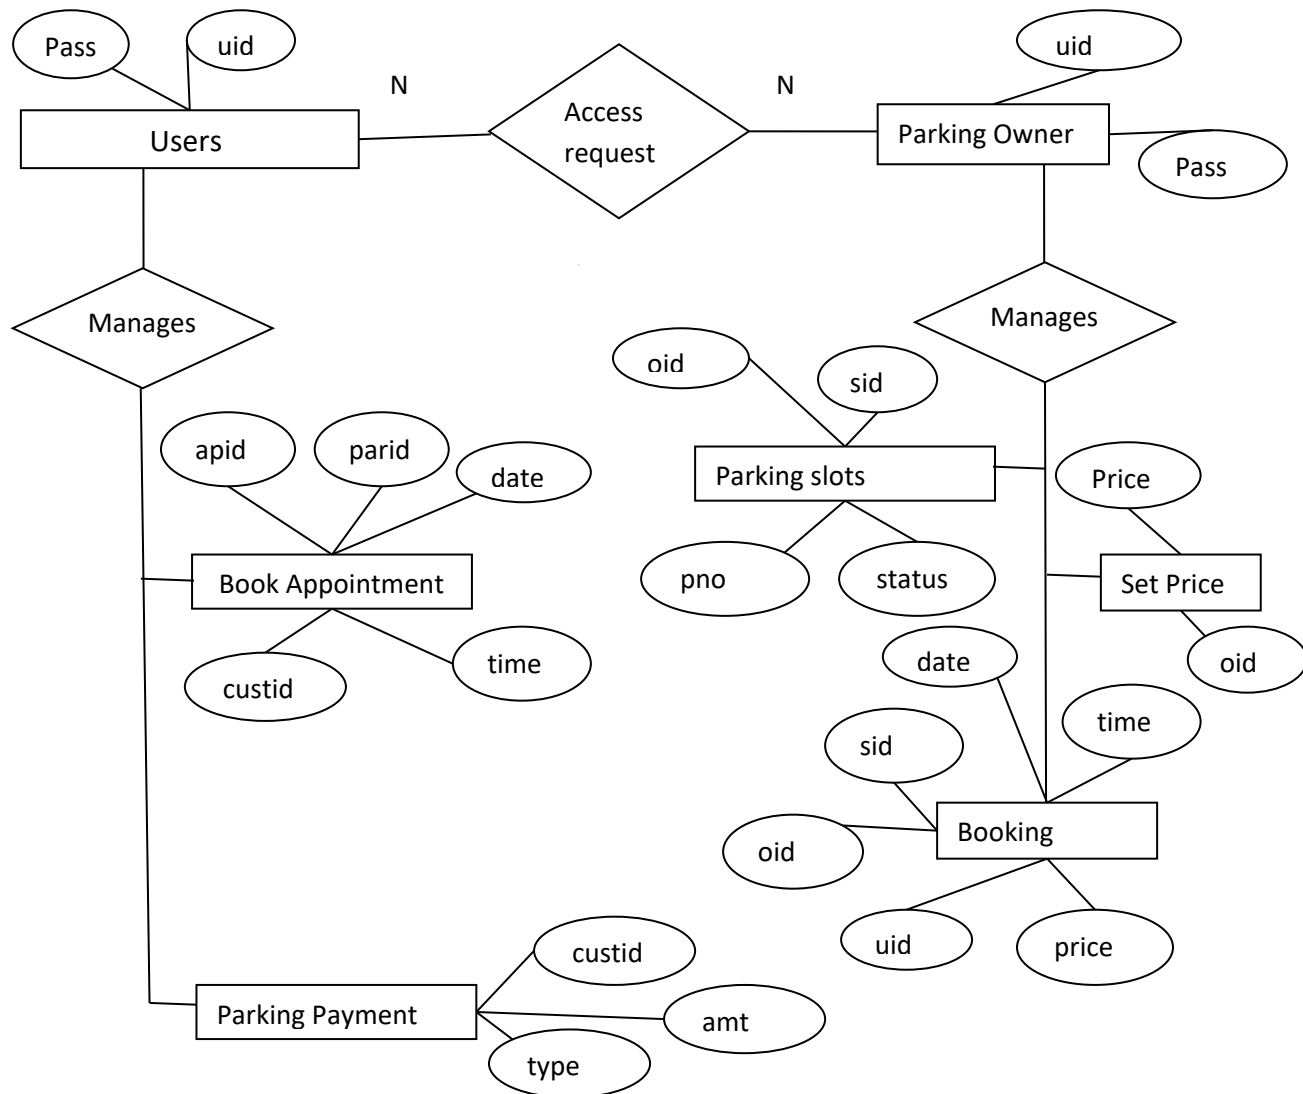 Pass
uid
uid
N
N
Access
request
Users
Parking Owner
Pass
Manages
Manages
oid
sid
apid
parid
date
Parking slots
Price
Book Appointment
pno
status
Set Price
custid
time
date
oid
sid
time
oid
Booking
uid
price
custid
Parking Payment
amt
type